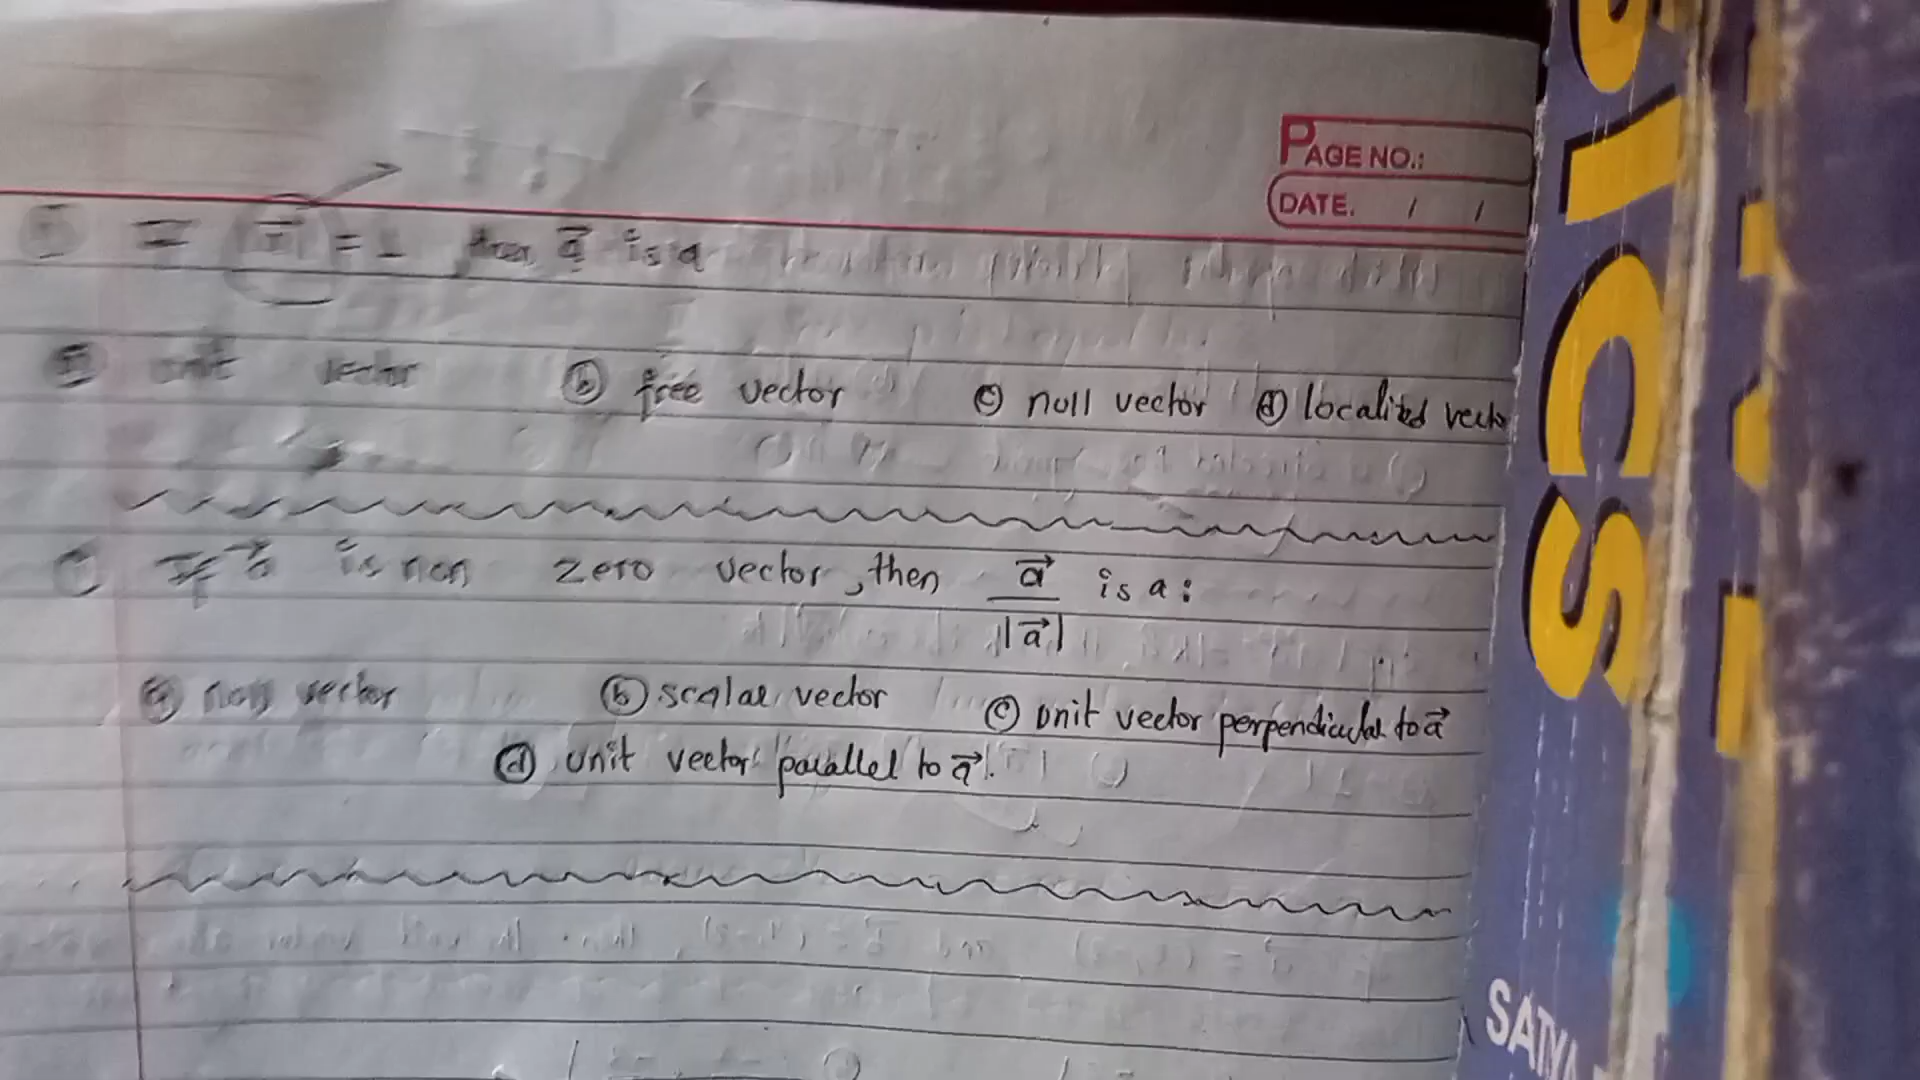 PAGE NO.:
DATE. / /
= 1 then a⃗ is a
unit vector ⓑ free vector ⓒ null vector ⓓ localized vecto
If a⃗ is non zero vector, then a⃗ / |a⃗| is a:
ⓐ null vector ⓑ scalar vector ⓒ unit vector perpendicular to a⃗
ⓓ unit vector parallel to a⃗.
SICS
SATYA